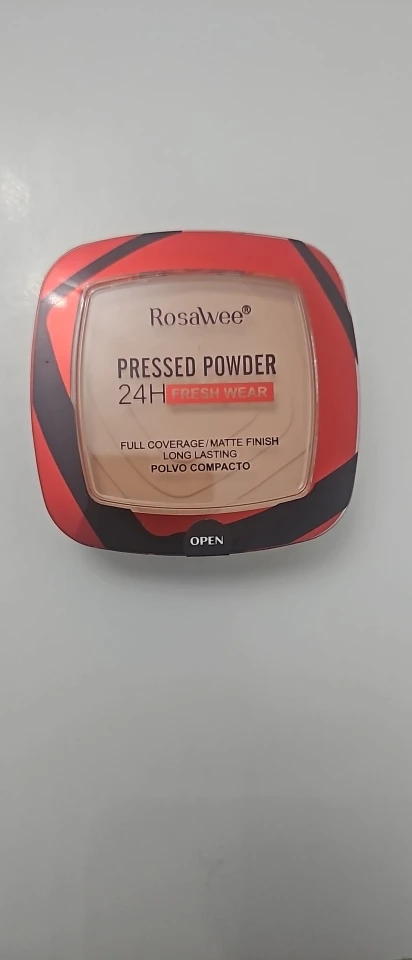 RosaWee®
PRESSED POWDER
24H FRESH WEAR
FULL COVERAGE/MATTE FINISH
LONG LASTING
POLVO COMPACTO
OPEN